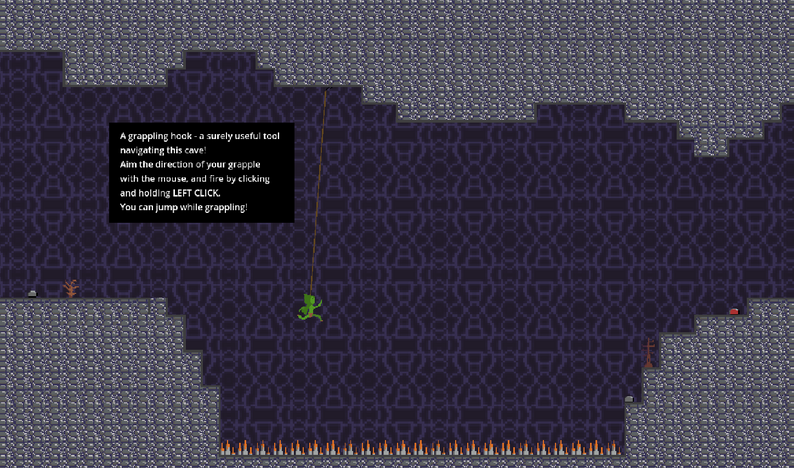 A grappling hook - a surely useful tool
navigating this cave!
Aim the direction of your grapple
with the mouse, and fire by clicking
and holding LEFT CLICK.
You can jump while grappling!